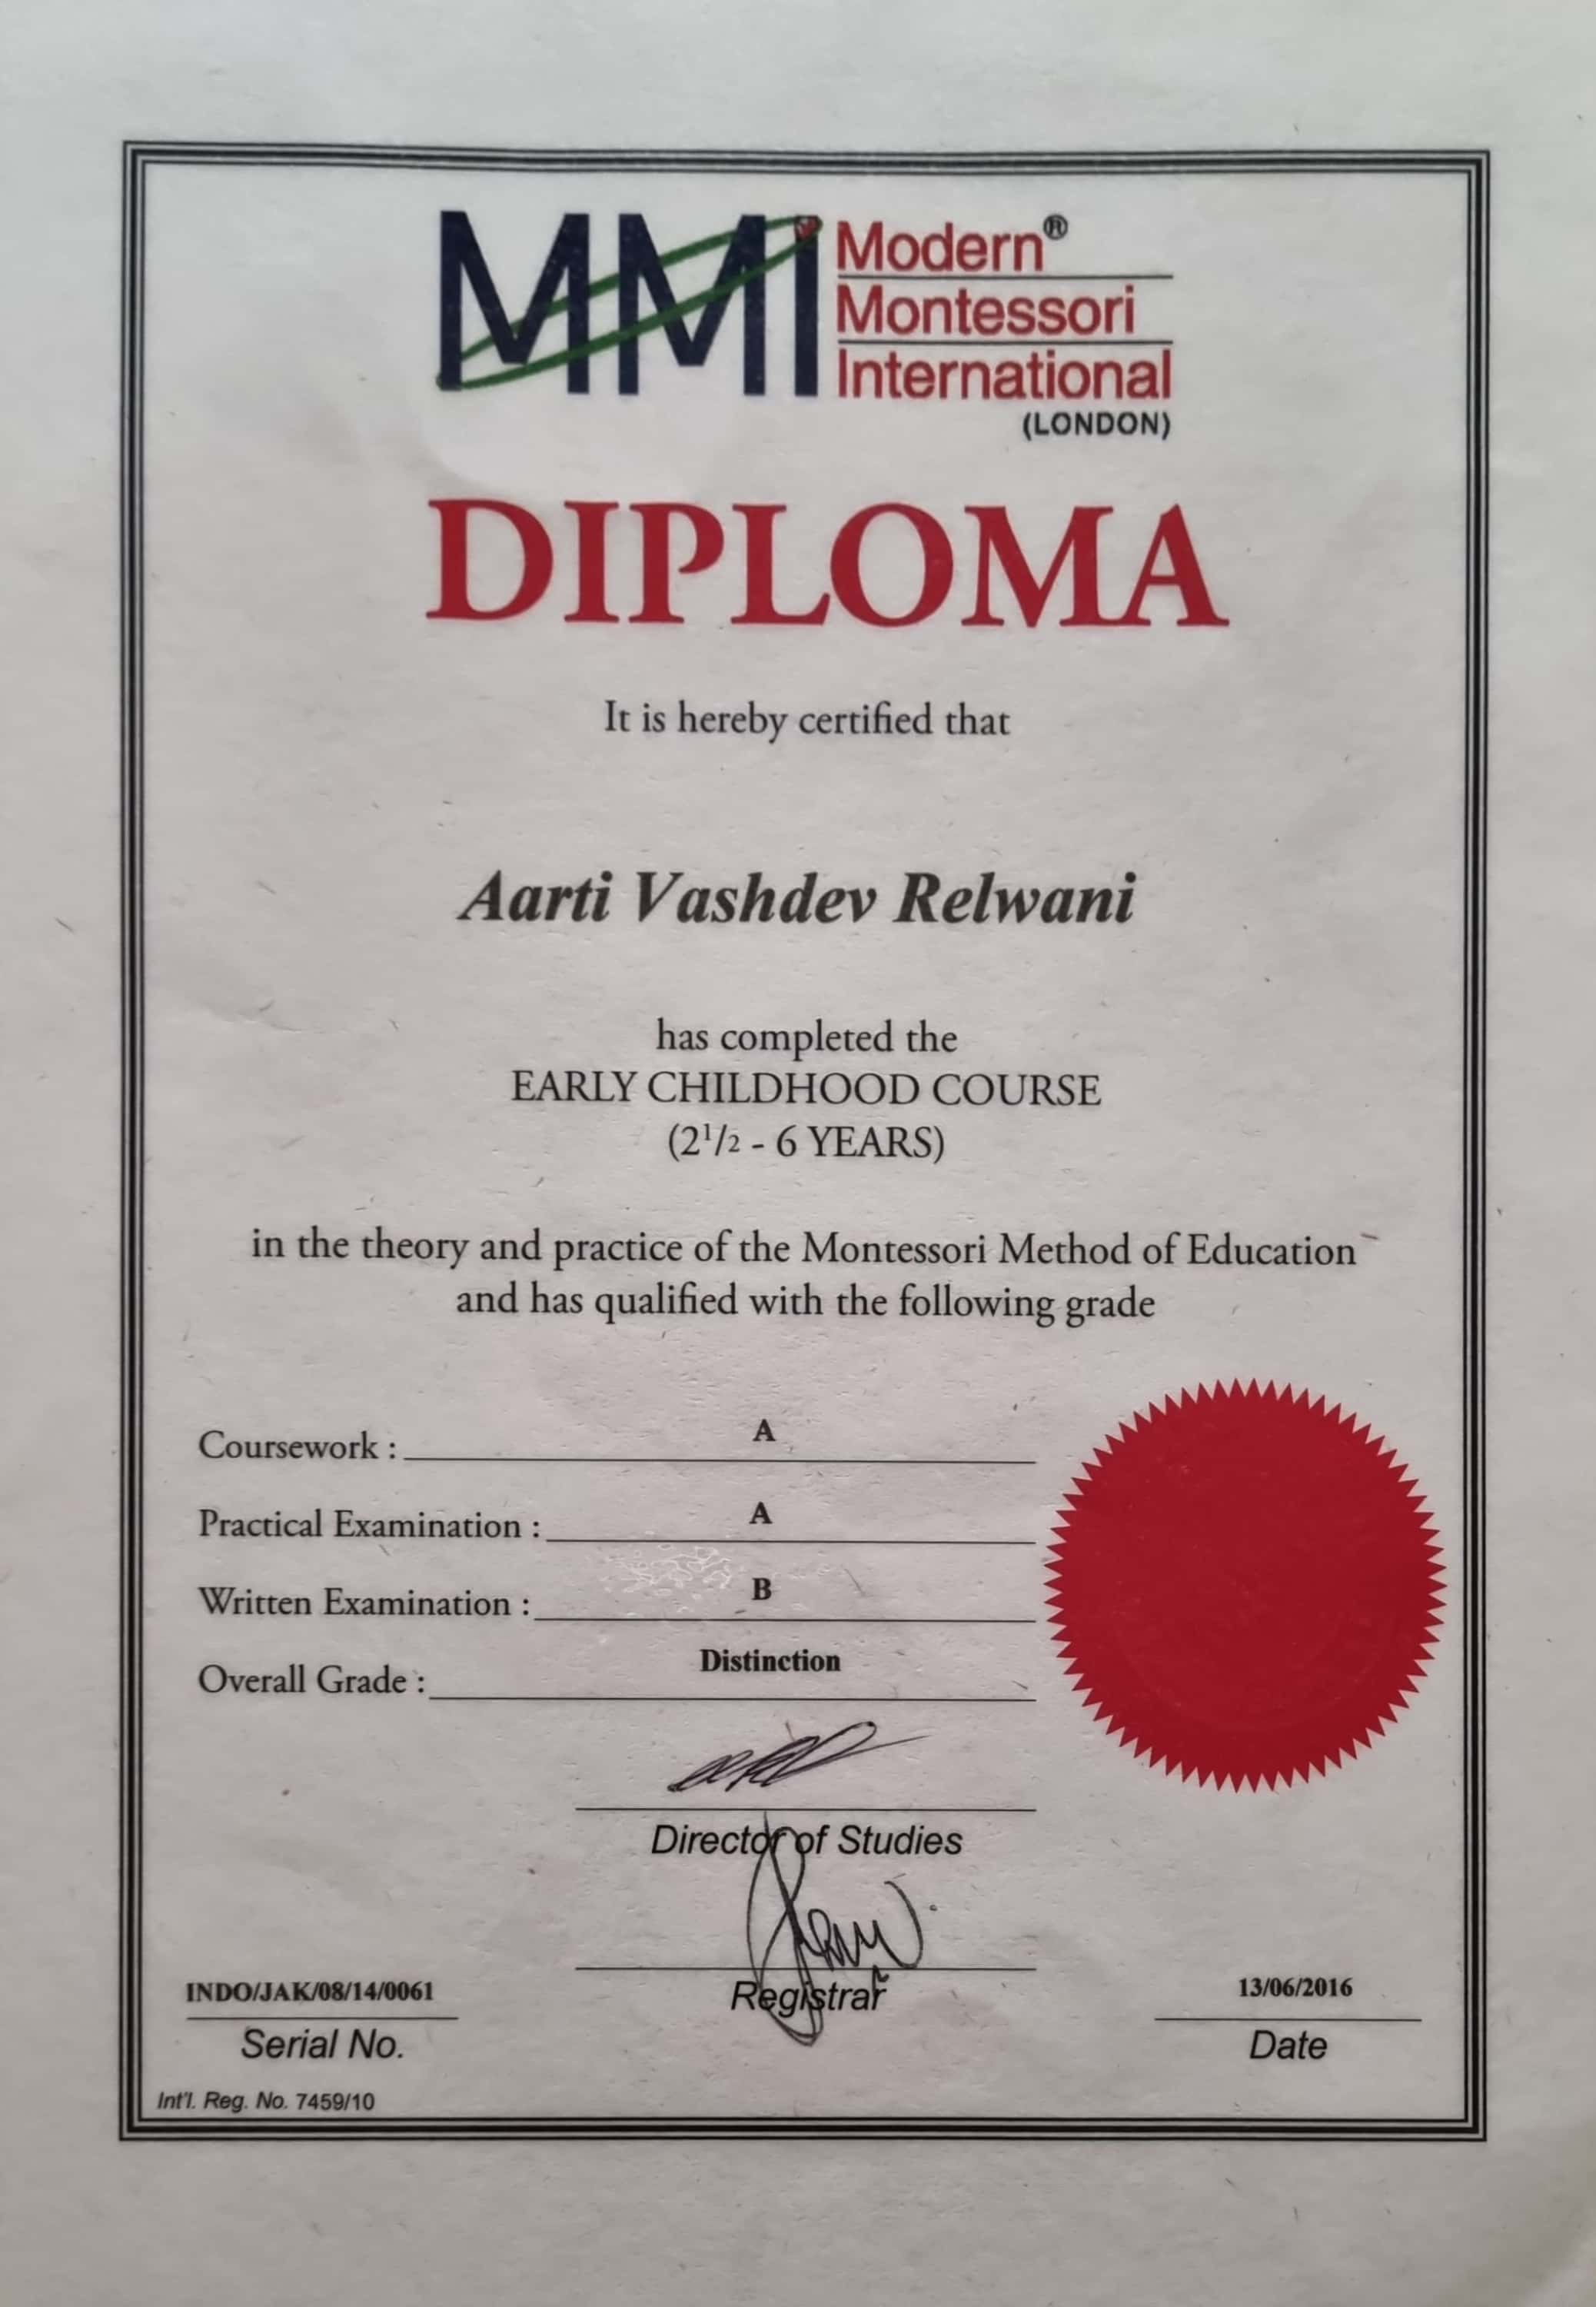 MMI
Modern®
Montessori
International
(LONDON)
DIPLOMA
It is hereby certified that
Aarti Vashdev Relwani
has completed the
EARLY CHILDHOOD COURSE
(2¹/2 - 6 YEARS)
in the theory and practice of the Montessori Method of Education
and has qualified with the following grade
Coursework : A
Practical Examination : A
Written Examination : B
Overall Grade : Distinction
Director of Studies
Registrar
INDO/JAK/08/14/0061
Serial No.
13/06/2016
Date
Int'l. Reg. No. 7459/10